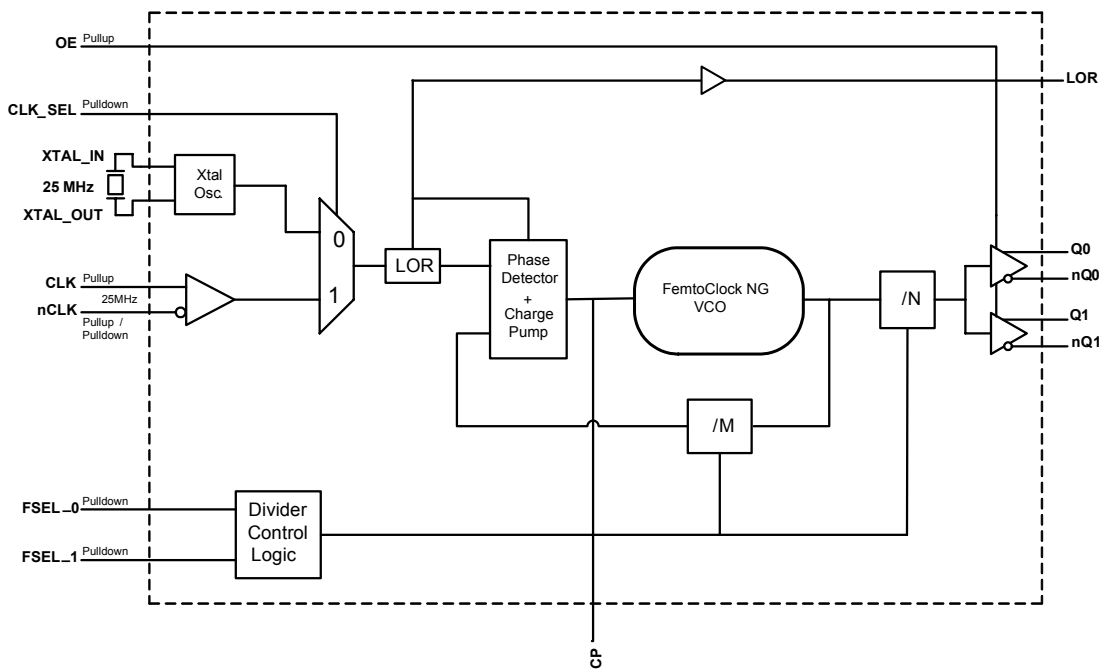 OE Pullup
LOR
CLK_SEL Pulldown
XTAL_IN
25 MHz
XTAL_OUT
Xtal
Osc.
0
1
LOR
Phase
Detector
+
Charge
Pump
FemtoClock NG
VCO
/N
Q0
nQ0
Q1
nQ1
CLK Pullup
nCLK 25MHz
Pullup /
Pulldown
/M
FSEL_0 Pulldown
FSEL_1 Pulldown
Divider
Control
Logic
CP